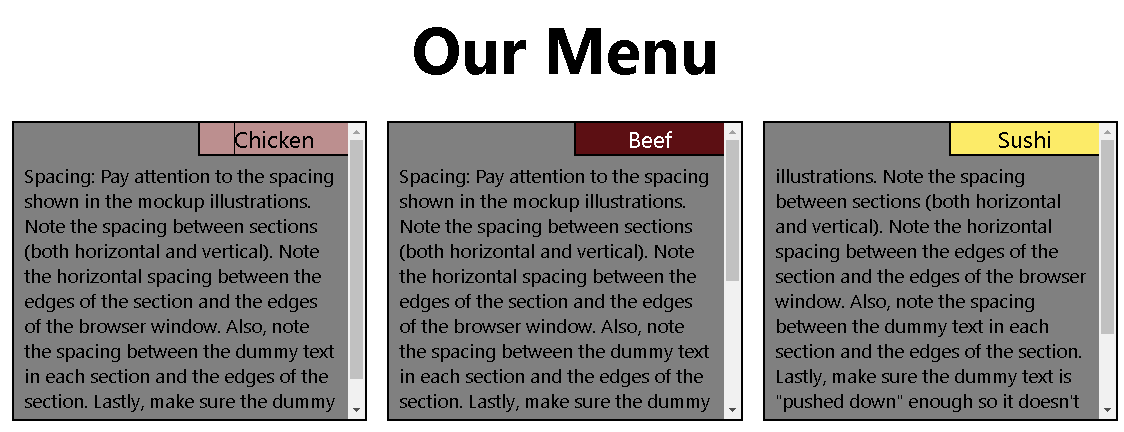 Our Menu
Chicken
Spacing: Pay attention to the spacing
shown in the mockup illustrations.
Note the spacing between sections
(both horizontal and vertical). Note
the horizontal spacing between the
edges of the section and the edges
of the browser window. Also, note
the spacing between the dummy text
in each section and the edges of the
section. Lastly, make sure the dummy
Beef
Spacing: Pay attention to the spacing
shown in the mockup illustrations.
Note the spacing between sections
(both horizontal and vertical). Note
the horizontal spacing between the
edges of the section and the edges
of the browser window. Also, note
the spacing between the dummy text
in each section and the edges of the
section. Lastly, make sure the dummy
Sushi
illustrations. Note the spacing
between sections (both horizontal
and vertical). Note the horizontal
spacing between the edges of the
section and the edges of the browser
window. Also, note the spacing
between the dummy text in each
section and the edges of the section.
Lastly, make sure the dummy text is
"pushed down" enough so it doesn't